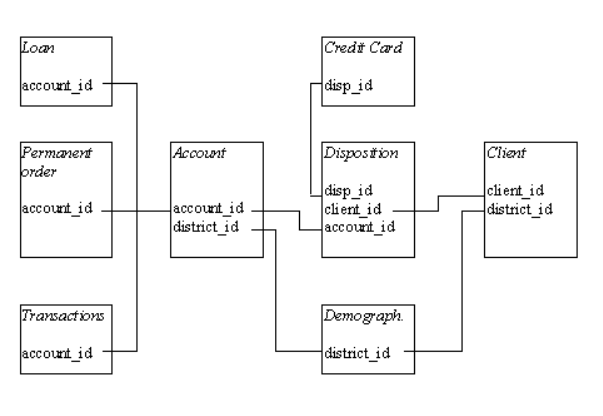 Loan
account_id
Credit Card
disp_id
Permanent
order
account_id
Account
account_id
district_id
Disposition
disp_id
client_id
account_id
Client
client_id
district_id
Transactions
account_id
Demograph.
district_id